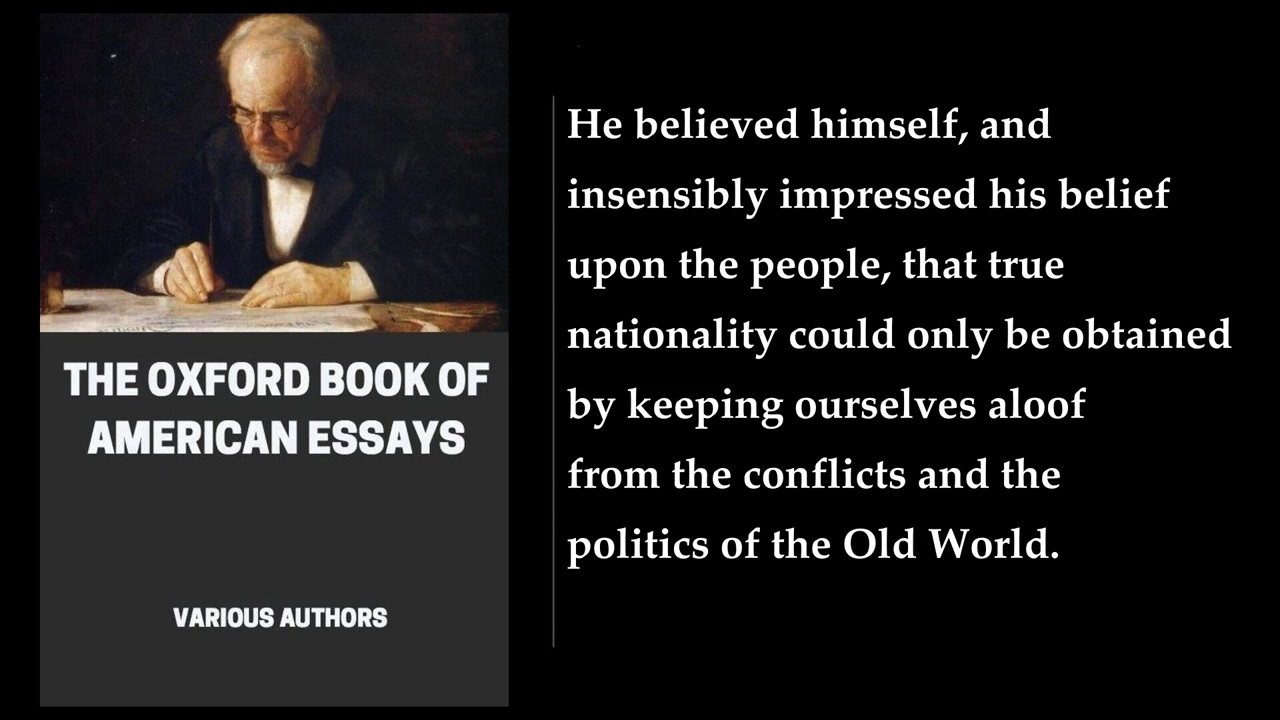 THE OXFORD BOOK OF
AMERICAN ESSAYS
VARIOUS AUTHORS
He believed himself, and
insensibly impressed his belief
upon the people, that true
nationality could only be obtained
by keeping ourselves aloof
from the conflicts and the
politics of the Old World.